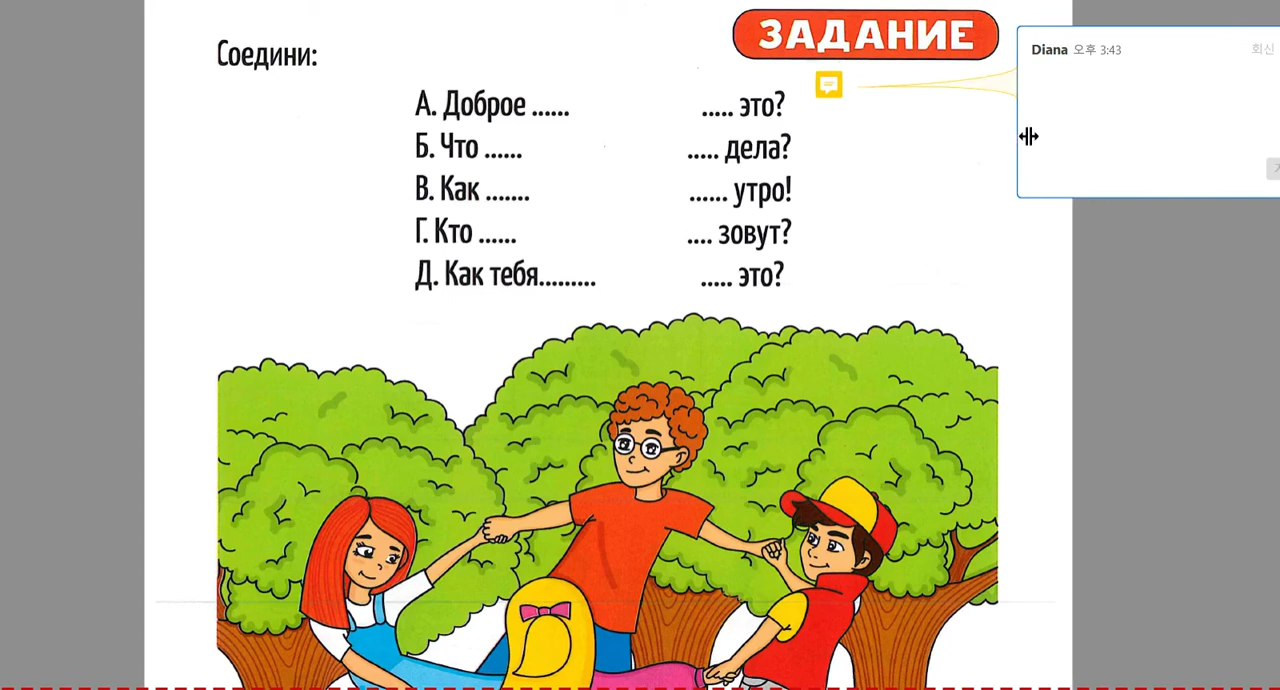 ЗАДАНИЕ
Соедини:
Diana 오후 3:43 회신
А. Доброе ...... ..... это?
Б. Что ...... ..... дела?
В. Как ....... ...... утро!
Г. Кто ...... .... зовут?
Д. Как тебя......... ..... это?